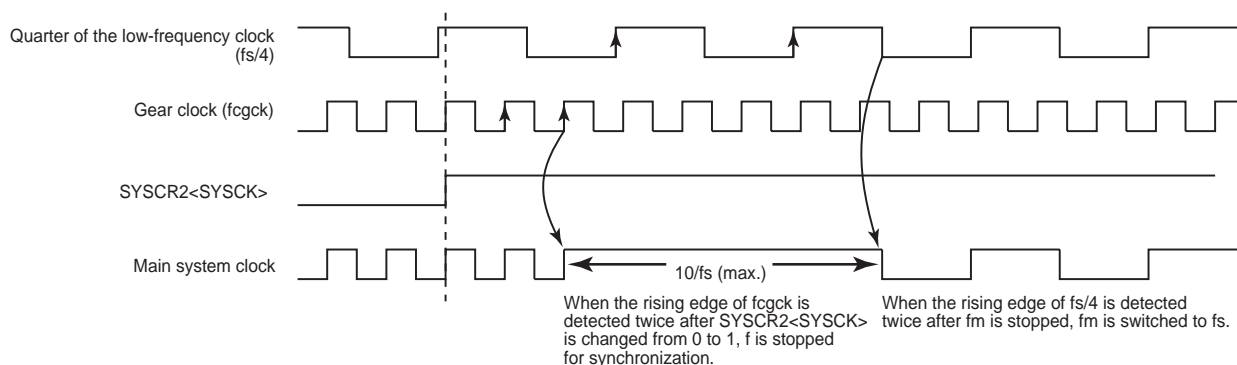 Quarter of the low-frequency clock
(fs/4)
Gear clock (fcgck)
SYSCR2<SYSCK>
Main system clock
10/fs (max.)
When the rising edge of fcgck is
detected twice after SYSCR2<SYSCK>
is changed from 0 to 1, f is stopped
for synchronization.
When the rising edge of fs/4 is detected
twice after fm is stopped, fm is switched to fs.